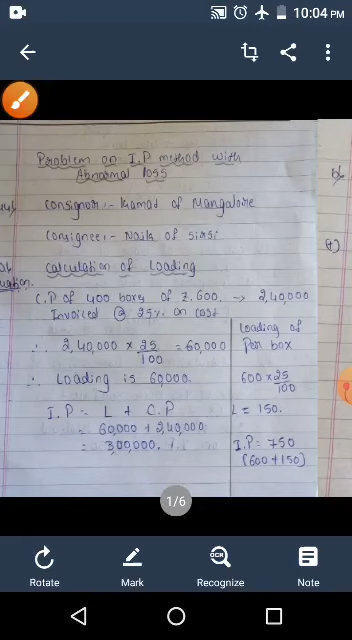 10:04 PM
Problem on I.P method with
Abnormal loss
Consignor:- Kamat of Mangalore
Consignee:- Naik of Sirsi
Calculation of Loading
C.P of 400 boxes of Z. 600. → 2,40,000
Invoiced @ 25% on cost
∴ 2,40,000 × 25/100 = 60,000
∴ Loading is 60,000.
I.P = L + C.P
= 60,000 + 2,40,000
= 3,00,000.
Loading of
Per box
600 × 25/100
L = 150.
I.P = 750
(600 + 150)
b)
1/6
Rotate
Mark
OCR
Recognize
Note